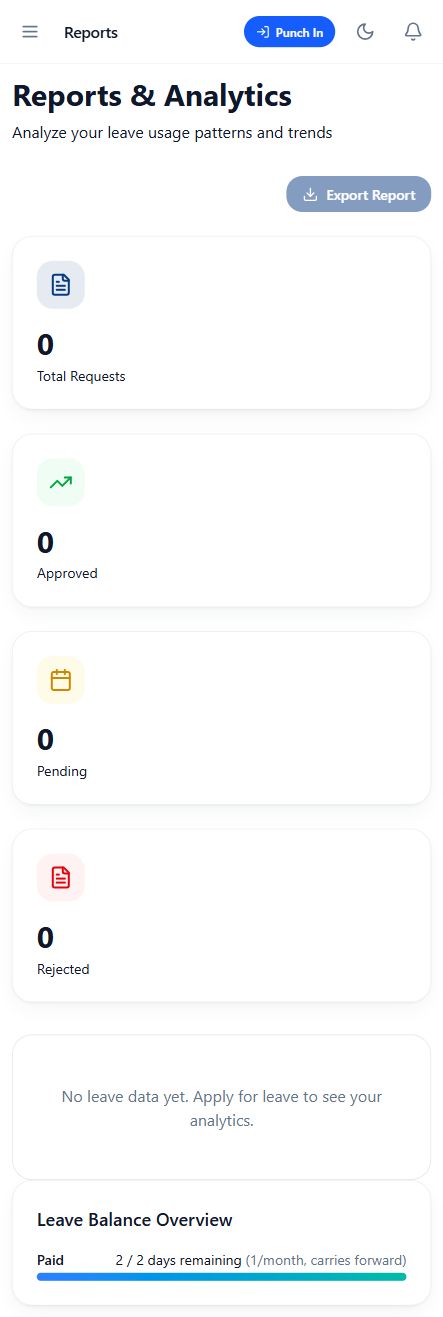 Reports
Punch In
Reports & Analytics
Analyze your leave usage patterns and trends
Export Report
0
Total Requests
0
Approved
0
Pending
0
Rejected
No leave data yet. Apply for leave to see your
analytics.
Leave Balance Overview
Paid 2 / 2 days remaining (1/month, carries forward)